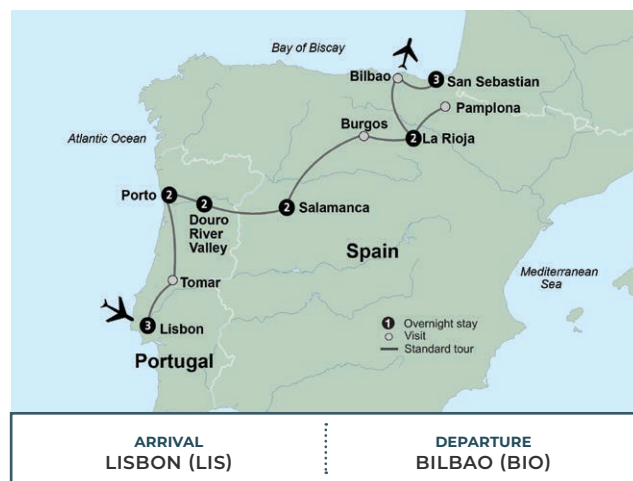 Bay of Biscay
Bilbao
3 San Sebastian
Pamplona
Burgos
Atlantic Ocean
2 La Rioja
Porto 2
2
Douro
River
Valley
2 Salamanca
Spain
Mediterranean
Sea
Tomar
3 Lisbon
Portugal
1 Overnight stay
Visit
Standard tour
ARRIVAL
LISBON (LIS)
DEPARTURE
BILBAO (BIO)